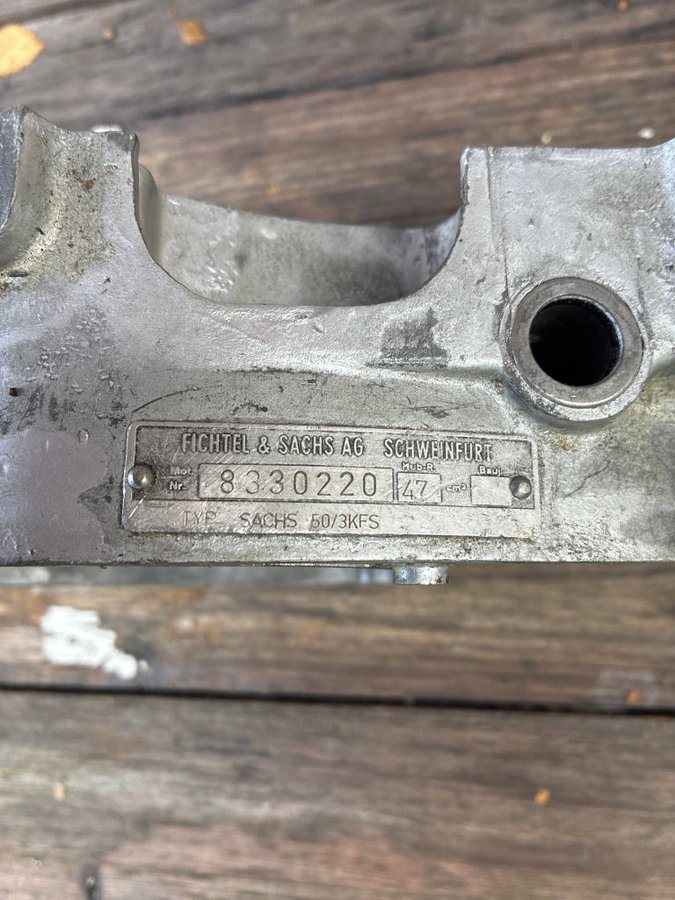 FICHTEL & SACHS AG SCHWEINFURT
Mot. Nr. 8330220 Hub-R. 47 cm³ Bauj.
TYP SACHS 50/3KFS